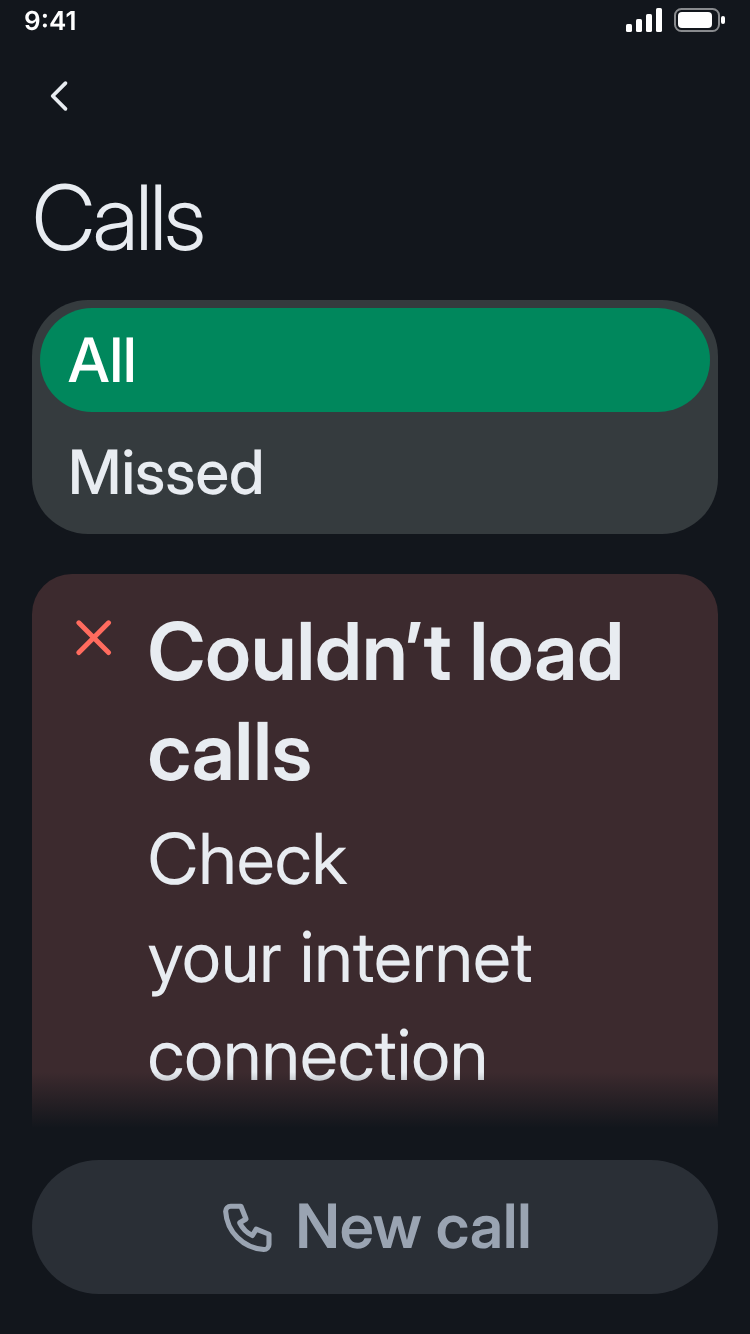 9:41
Calls
All
Missed
Couldn’t load
calls
Check
your internet
connection
New call